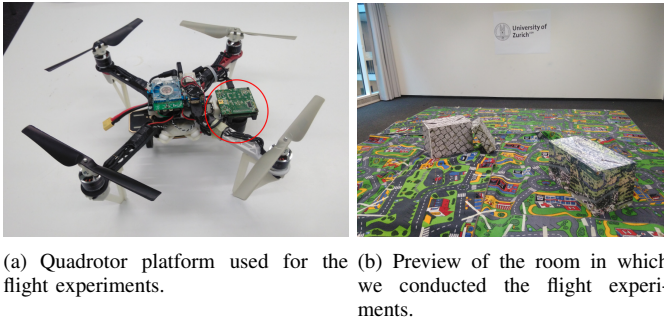 University of
Zurich
(a) Quadrotor platform used for the
flight experiments.
(b) Preview of the room in which
we conducted the flight experi-
ments.